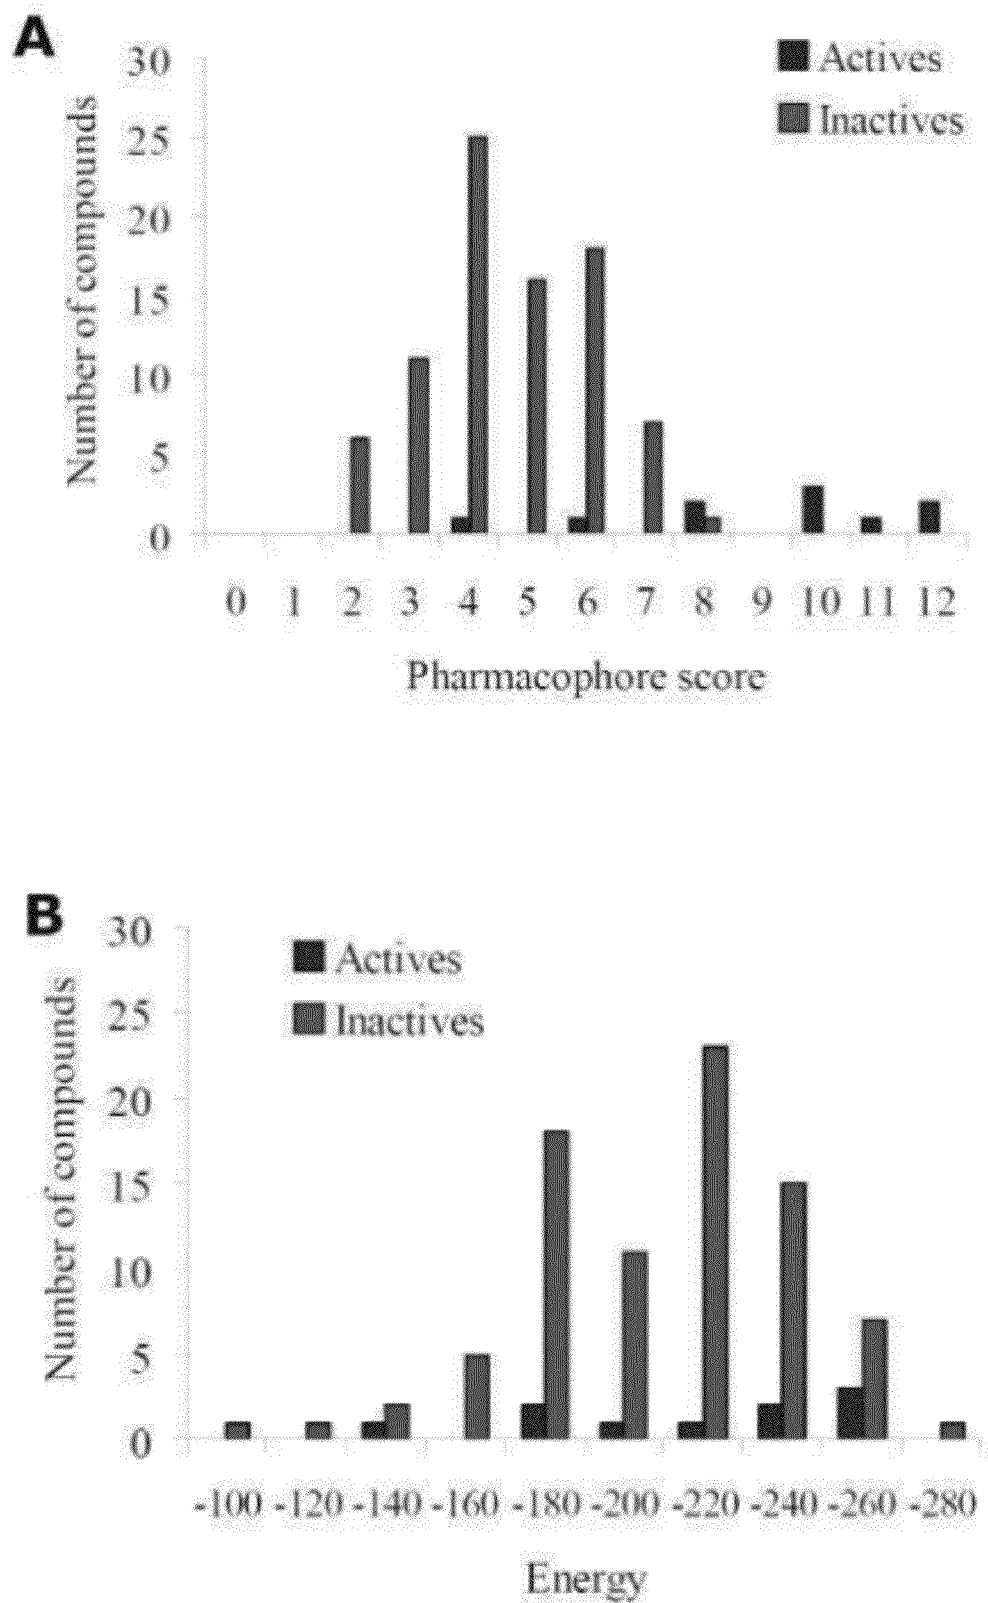 A
30
25
20
15
10
5
0
Number of compounds
Actives
Inactives
0 1 2 3 4 5 6 7 8 9 10 11 12
Pharmacophore score
B
30
25
20
15
10
5
0
Number of compounds
Actives
Inactives
-100 -120 -140 -160 -180 -200 -220 -240 -260 -280
Energy